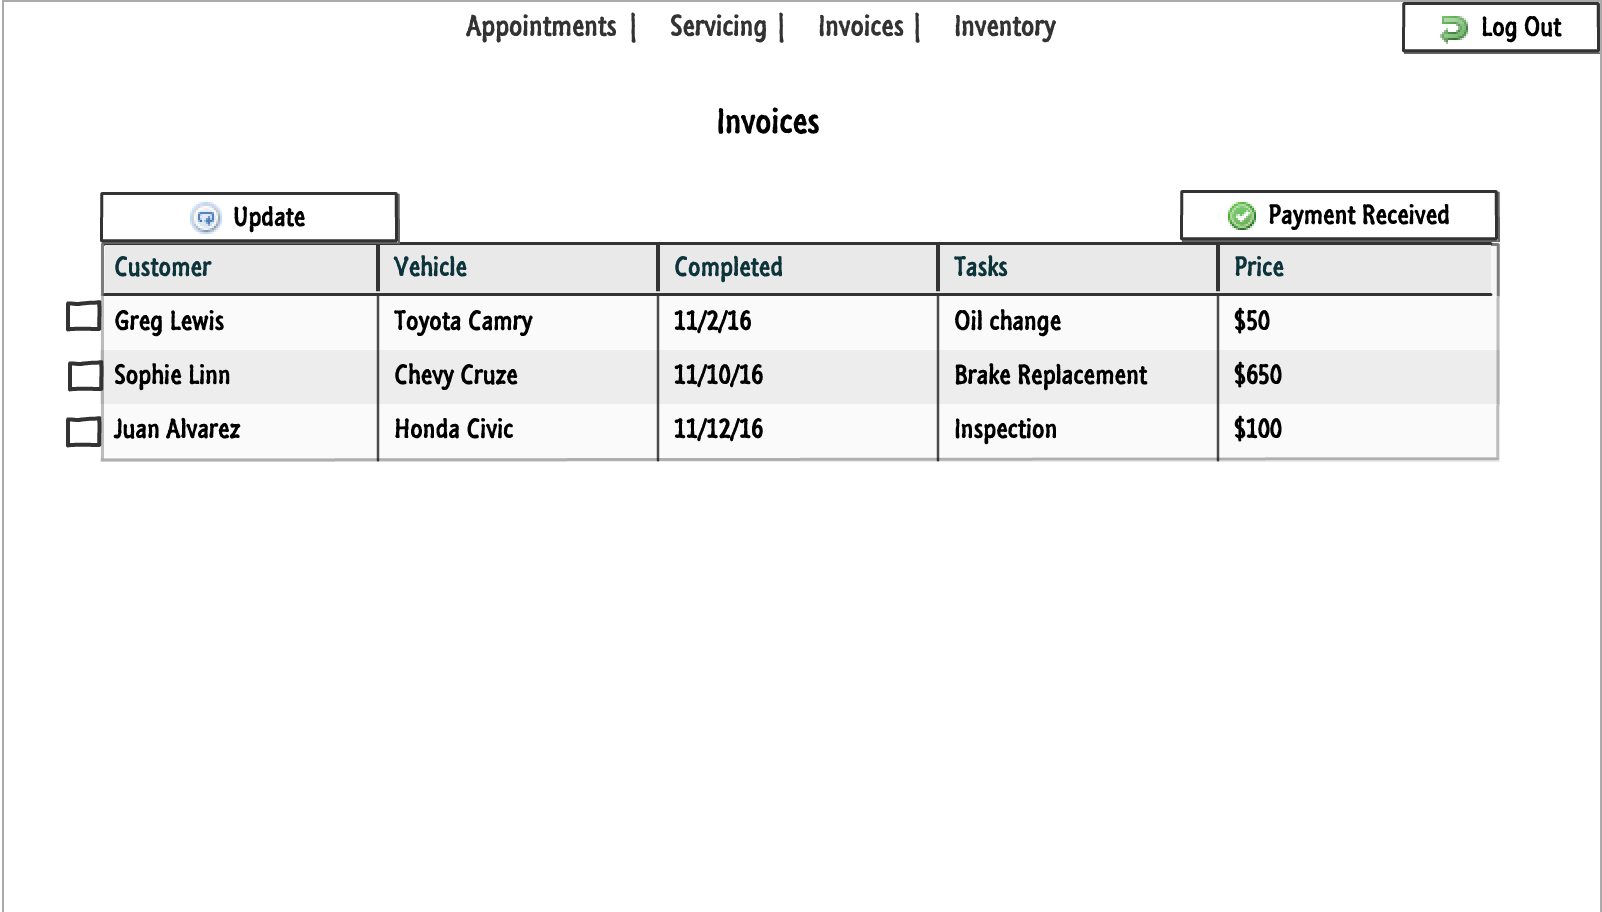 Appointments | Servicing | Invoices | Inventory
Log Out
Invoices
Update
Payment Received
Customer Vehicle Completed Tasks Price
Greg Lewis Toyota Camry 11/2/16 Oil change $50
Sophie Linn Chevy Cruze 11/10/16 Brake Replacement $650
Juan Alvarez Honda Civic 11/12/16 Inspection $100